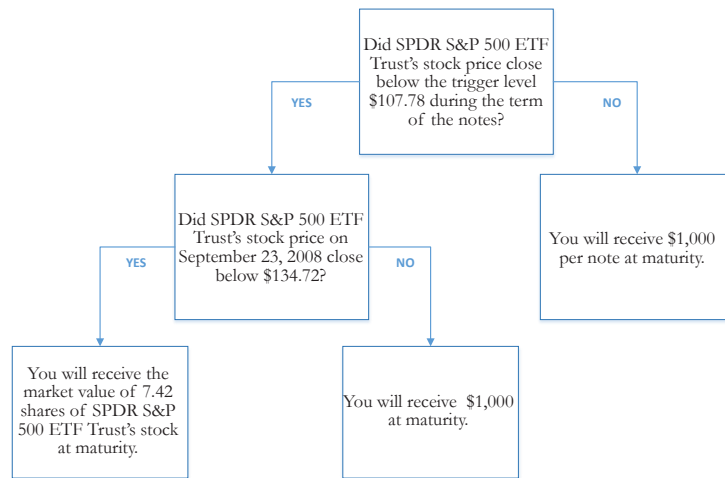 Did SPDR S&P 500 ETF
Trust's stock price close
below the trigger level
$107.78 during the term
of the notes?
YES
NO
Did SPDR S&P 500 ETF
Trust's stock price on
September 23, 2008 close
below $134.72?
You will receive $1,000
per note at maturity.
YES
NO
You will receive the
market value of 7.42
shares of SPDR S&P
500 ETF Trust's stock
at maturity.
You will receive $1,000
at maturity.